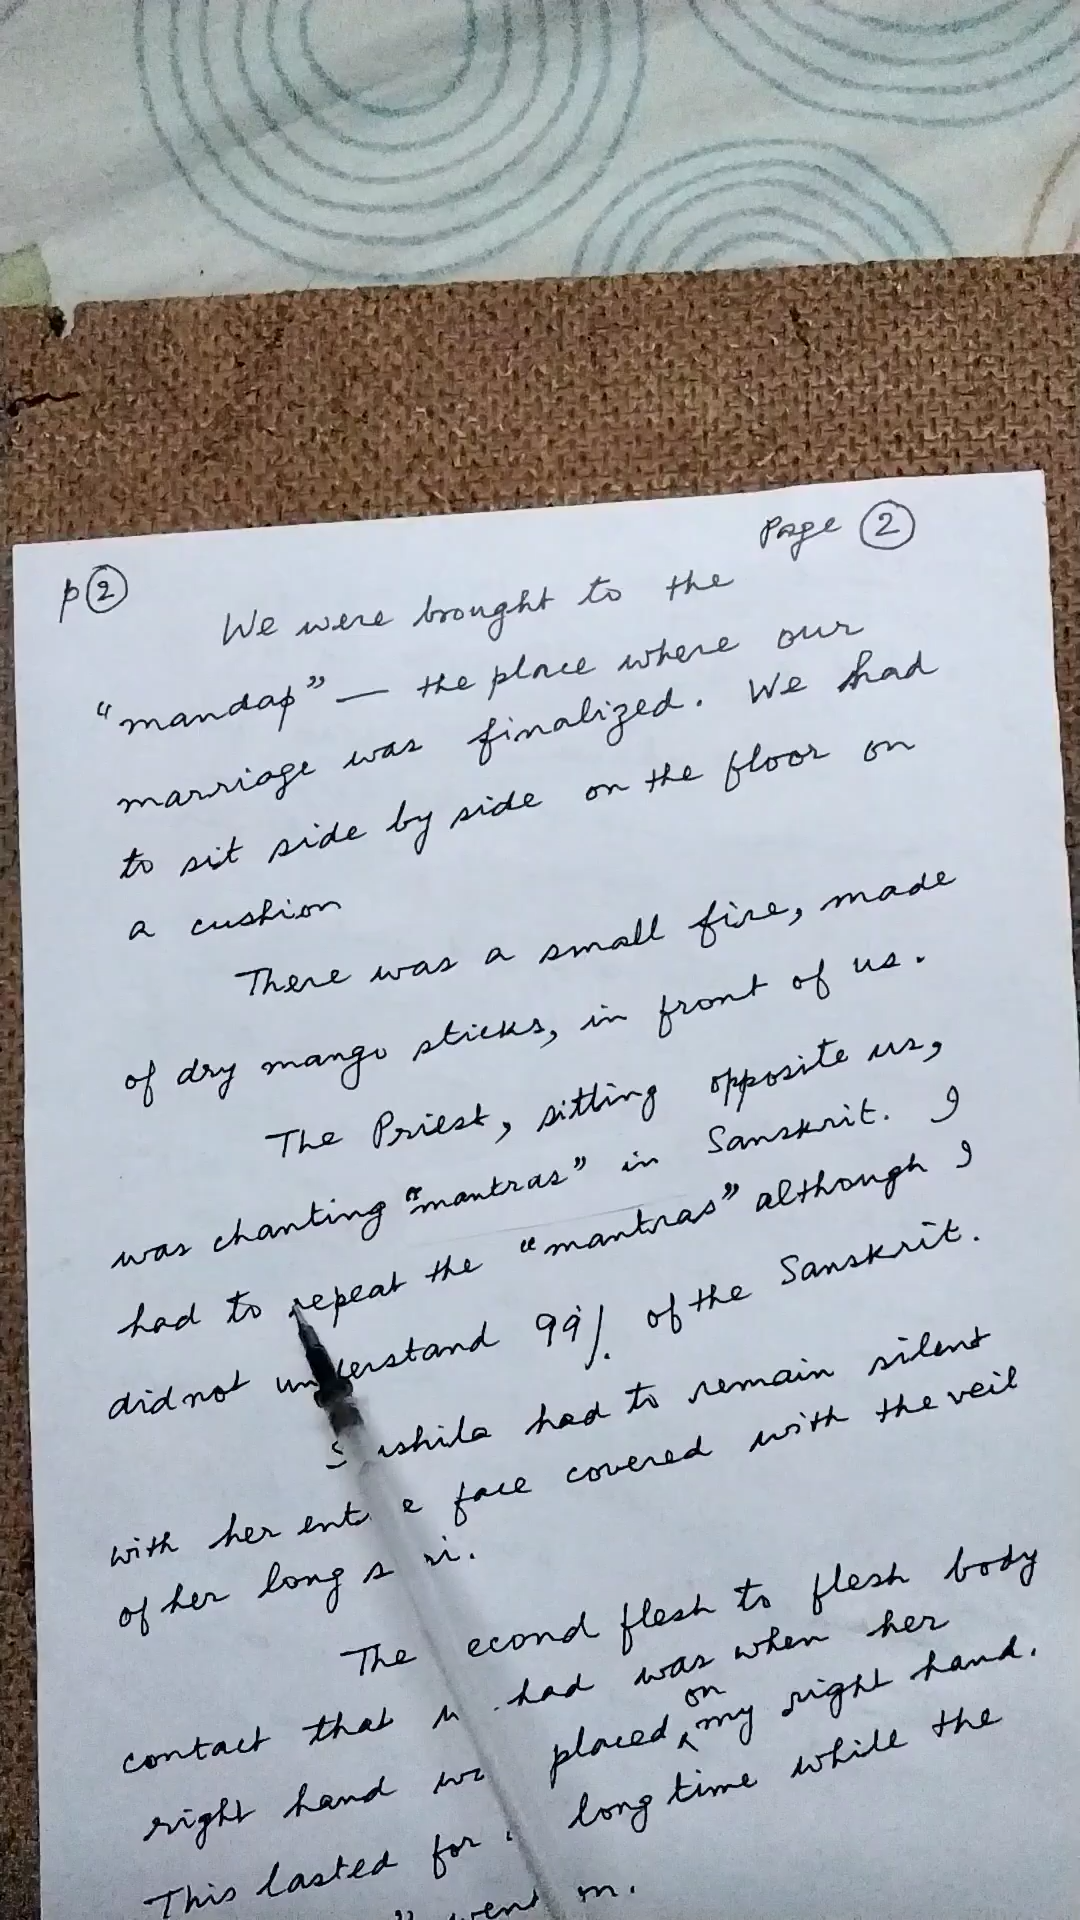 Page 2
p 2
We were brought to the
"mandap" — the place where our
marriage was finalized. We had
to sit side by side on the floor on
a cushion
There was a small fire, made
of dry mango sticks, in front of us.
The Priest, sitting opposite us,
was chanting "mantras" in Sanskrit. I
had to repeat the "mantras" although I
did not understand 99% of the Sanskrit.
had to remain silent
with her face covered with the veil
of her long
The flesh to flesh body
contact that had was when her
right hand placed on my right hand.
This lasted for long time while the
" went on.